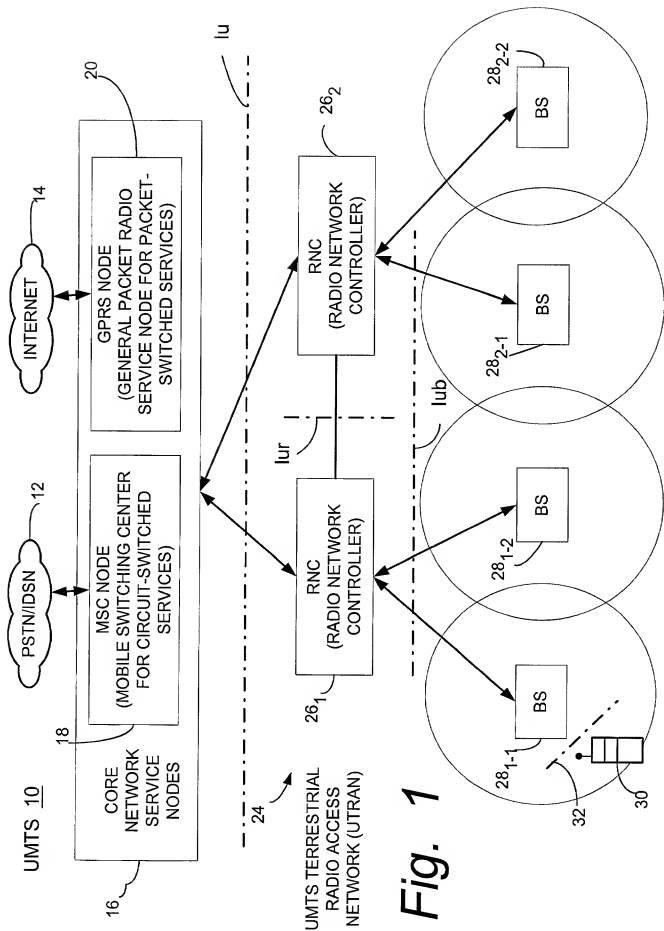 UMTS 10
PSTN/IDSN
12
INTERNET
14
16
CORE
NETWORK
SERVICE
NODES
18
MSC NODE
(MOBILE SWITCHING CENTER
FOR CIRCUIT-SWITCHED
SERVICES)
20
GPRS NODE
(GENERAL PACKET RADIO
SERVICE NODE FOR PACKET-
SWITCHED SERVICES)
Iu
24
UMTS TERRESTRIAL
RADIO ACCESS
NETWORK (UTRAN)
26₁
RNC
(RADIO NETWORK
CONTROLLER)
Iur
26₂
RNC
(RADIO NETWORK
CONTROLLER)
Iub
Fig. 1
28₁₋₁
BS
28₁₋₂
BS
28₂₋₁
BS
28₂₋₂
BS
32
30